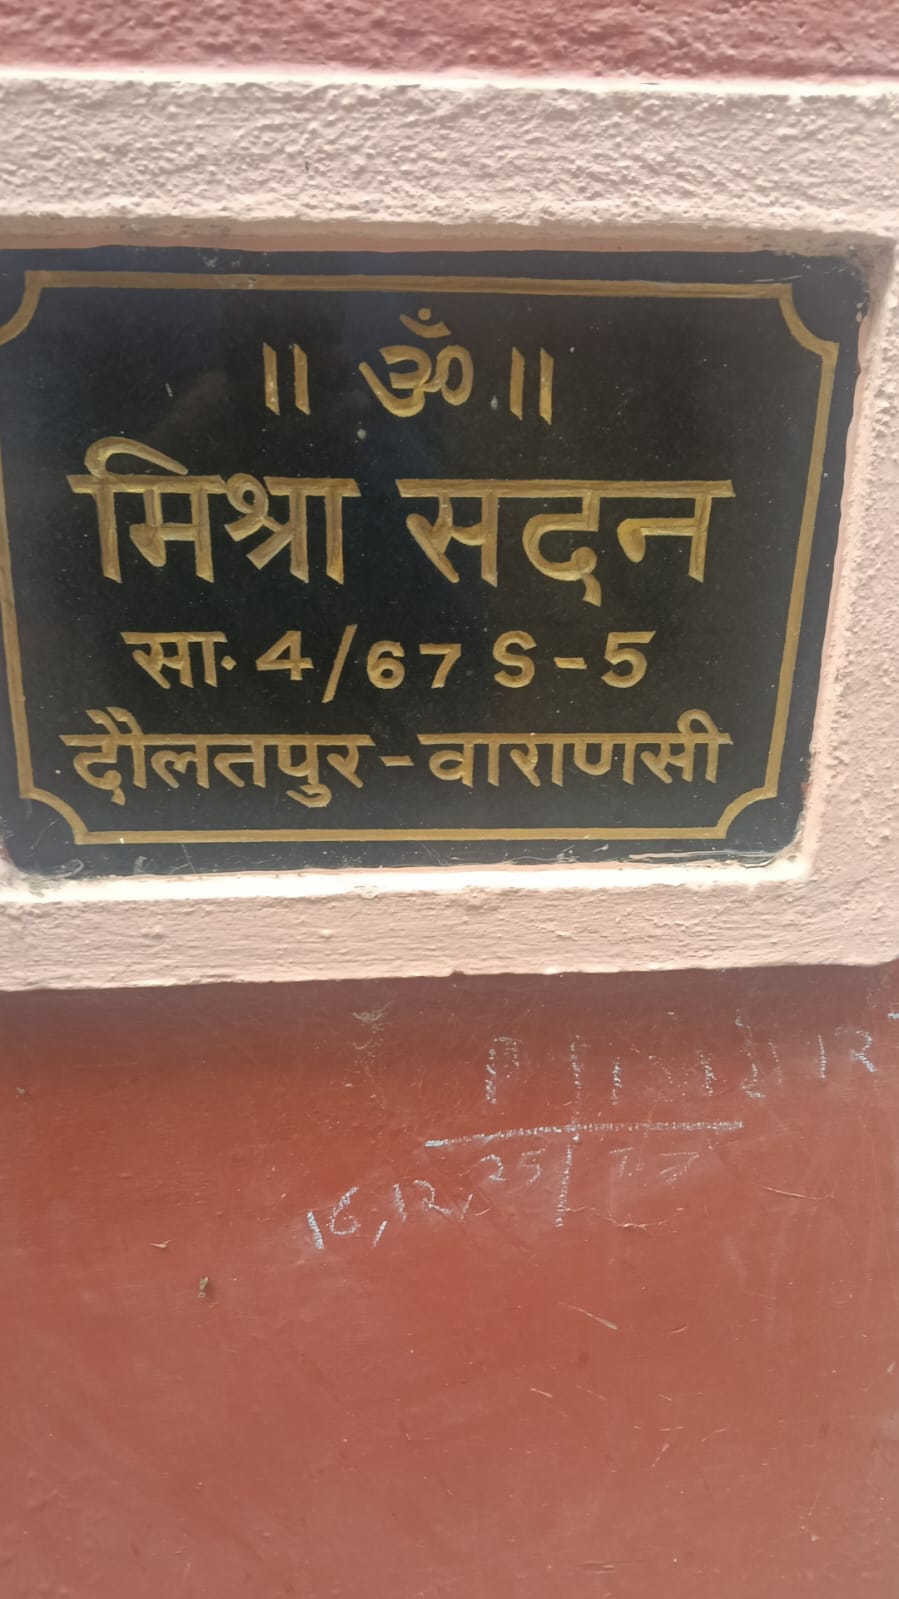 ॥ ॐ ॥
मिश्रा सदन
सा. 4/67 S-5
दौलतपुर - वाराणसी
16, 12, 25